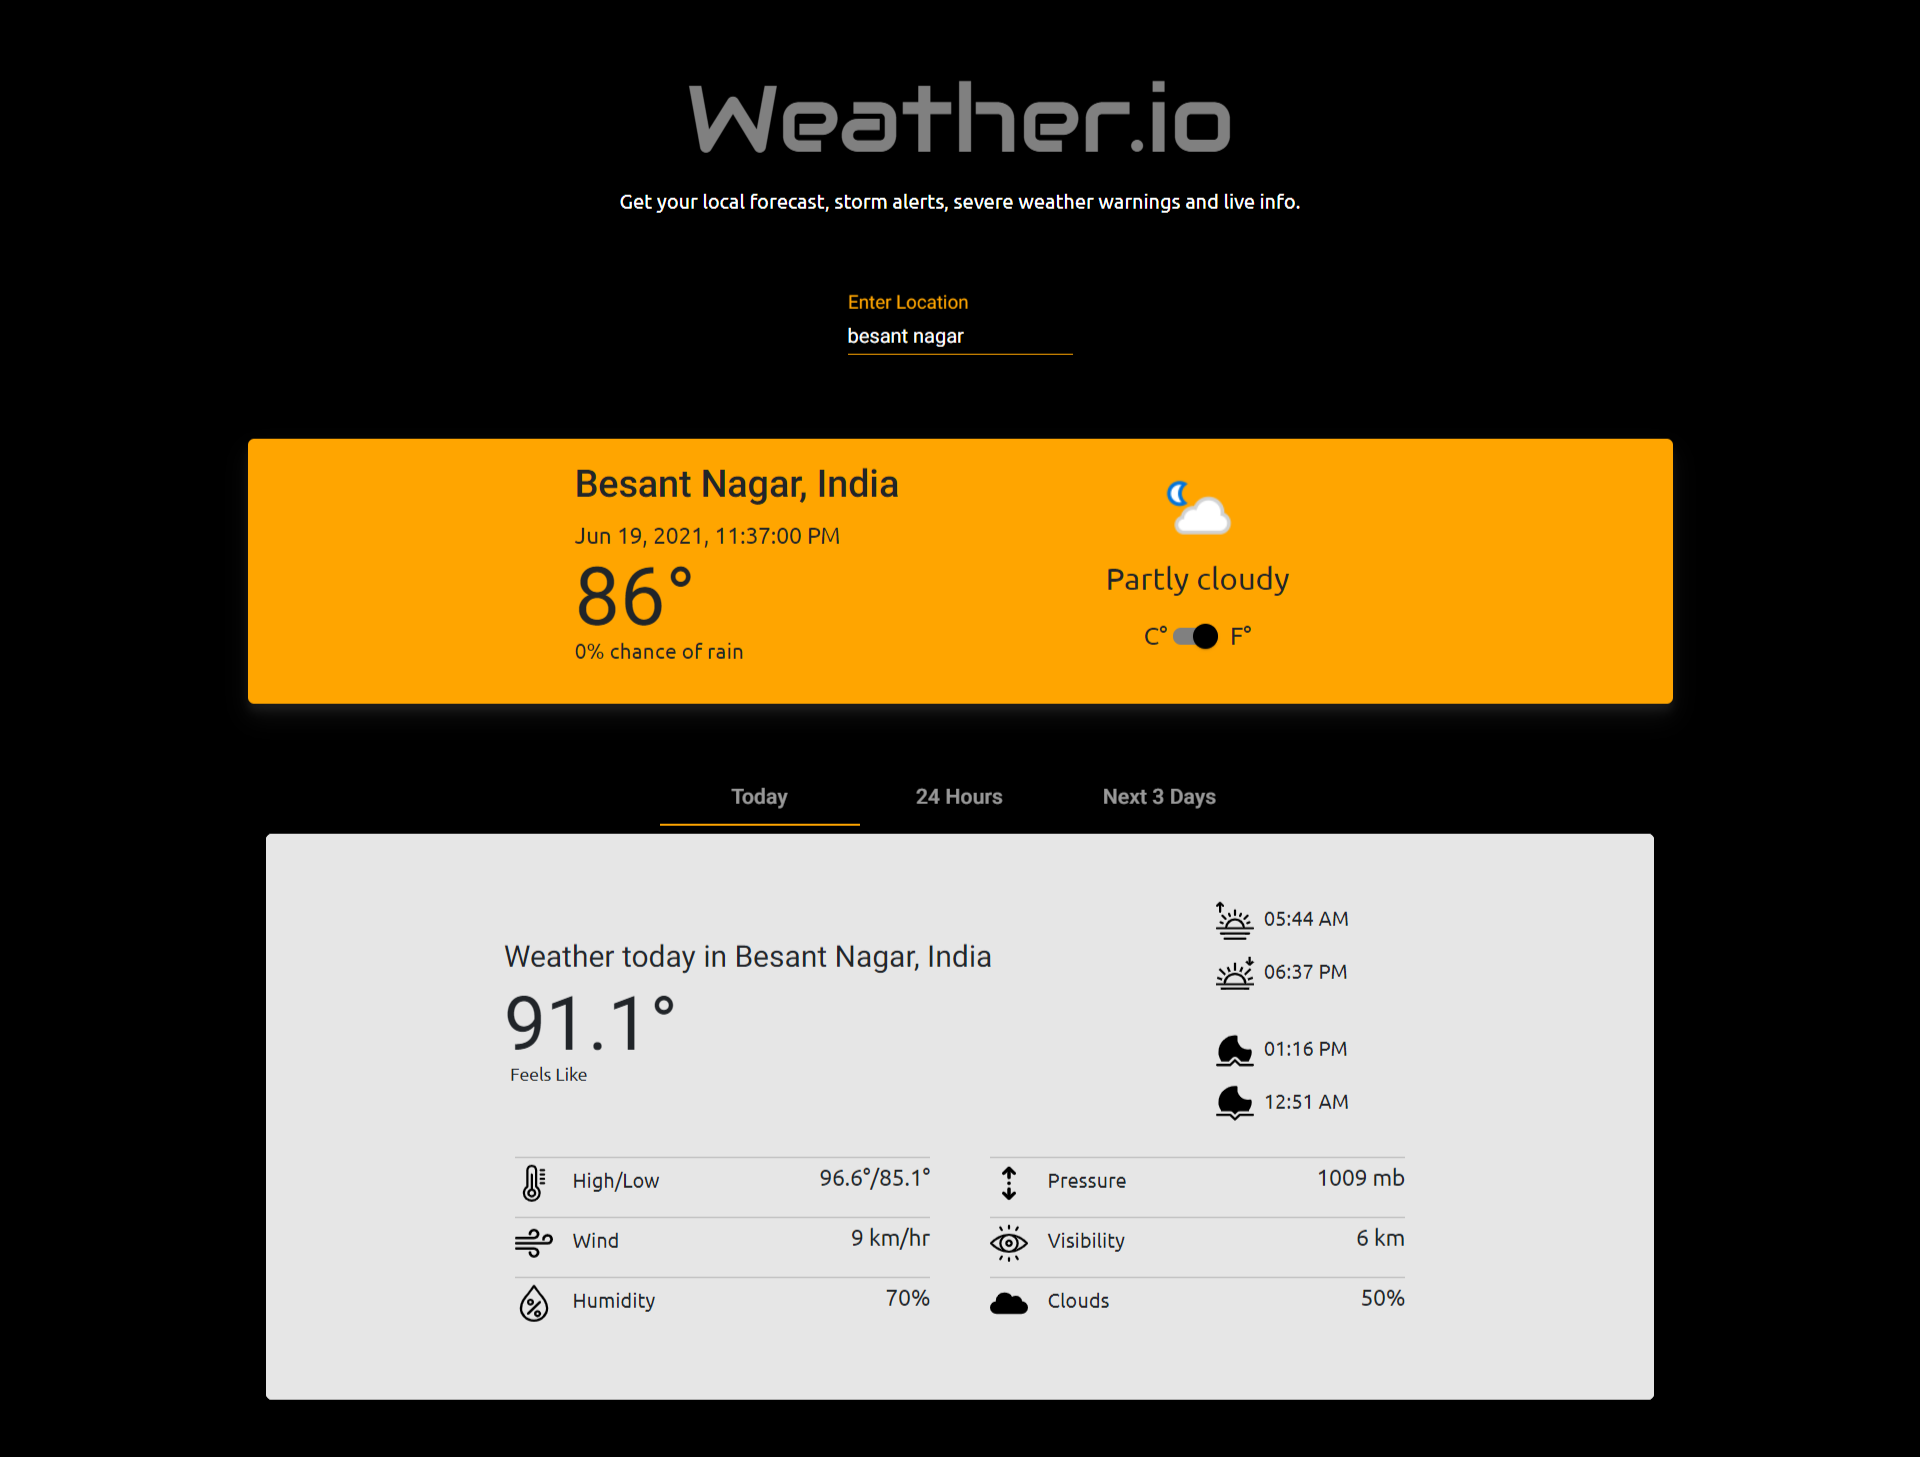 Weather.io
Get your local forecast, storm alerts, severe weather warnings and live info.
Enter Location
besant nagar
Besant Nagar, India
Jun 19, 2021, 11:37:00 PM
86°
0% chance of rain
Partly cloudy
C° F°
Today 24 Hours Next 3 Days
Weather today in Besant Nagar, India
91.1°
Feels Like
05:44 AM
06:37 PM
01:16 PM
12:51 AM
High/Low 96.6°/85.1°
Wind 9 km/hr
Humidity 70%
Pressure 1009 mb
Visibility 6 km
Clouds 50%